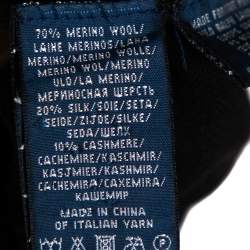 70% MERINO WOOL/
LAINE MERINOS/LANA
MERINO/MERINOWOLLE/
MERINO WOL/MERINO
ULD/LA MERINO/
МЕРИНОСНАЯ ШЕРСТЬ
20% SILK/SOIE/SETA/
SEIDE/ZIJDE/SILKE/
SEDA/ШЕЛК
10% CASHMERE/
CACHEMIRE/KASCHMIR/
KASJMIER/KASHMIR/
CACHEMIRA/CAXEMIRA/
КАШЕМИР
MADE IN CHINA
OF ITALIAN YARN
MADE